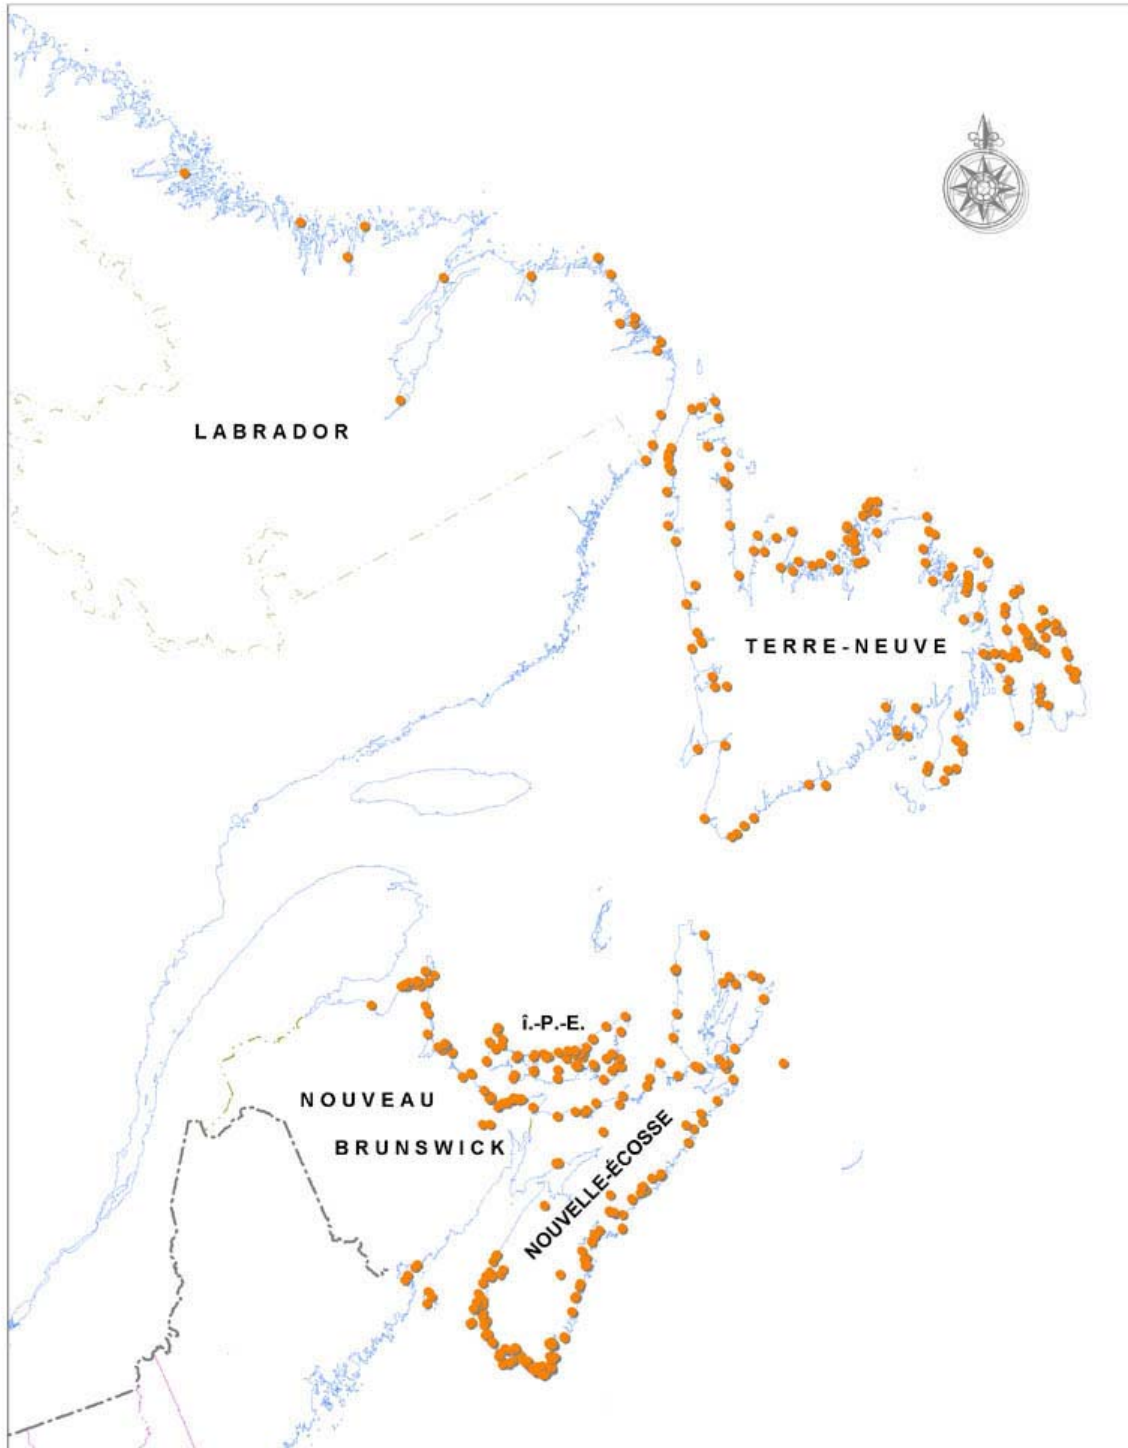 LABRADOR
TERRE-NEUVE
î.-P.-E.
NOUVEAU
BRUNSWICK
NOUVELLE-ÉCOSSE